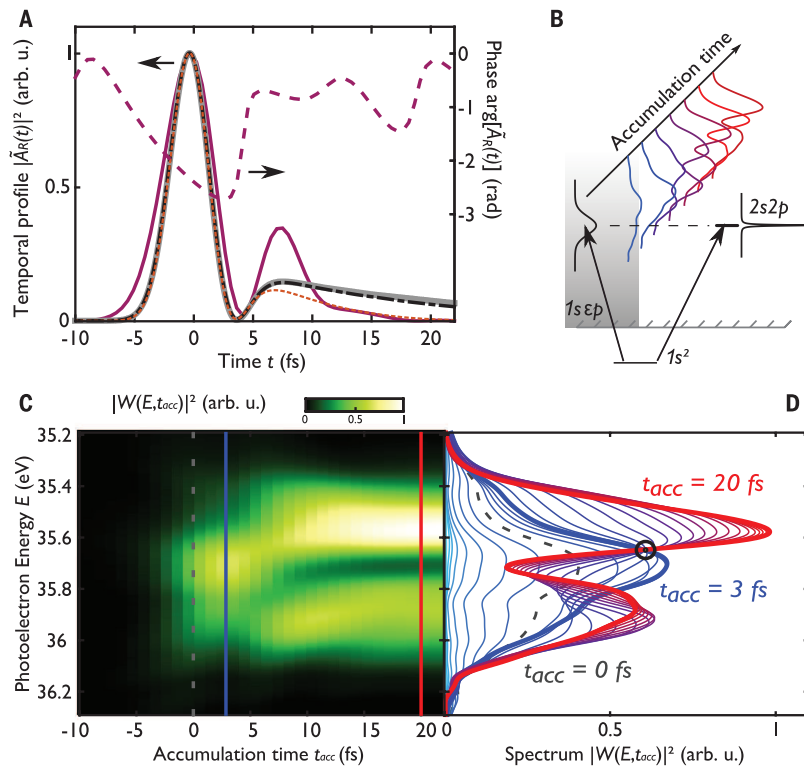 A
Temporal profile |Ã_R(t)|² (arb. u.)
1
0.5
0
-10 -5 0 5 10 15 20
Time t (fs)
0
-1
-2
-3
Phase arg[Ã_R(t)] (rad)
B
Accumulation time
2s2p
1s εp
1s²
C
|W(E,t_acc)|² (arb. u.)
0 0.5 1
Photoelectron Energy E (eV)
35.2
35.4
35.6
35.8
36
36.2
-10 -5 0 5 10 15 20
Accumulation time t_acc (fs)
D
t_acc = 20 fs
t_acc = 3 fs
t_acc = 0 fs
0 0.5 1
Spectrum |W(E,t_acc)|² (arb. u.)